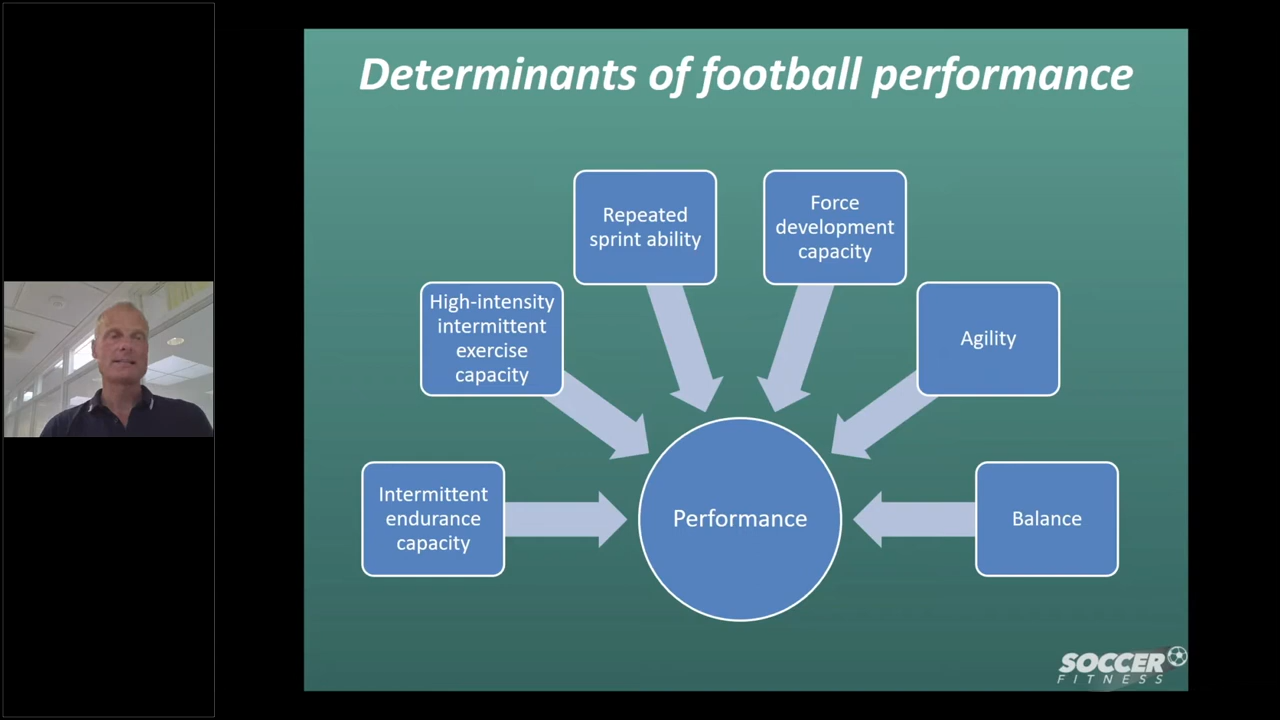 Determinants of football performance
Repeated
sprint ability
Force
development
capacity
High-intensity
intermittent
exercise
capacity
Agility
Intermittent
endurance
capacity
Performance
Balance
SOCCER
FITNESS